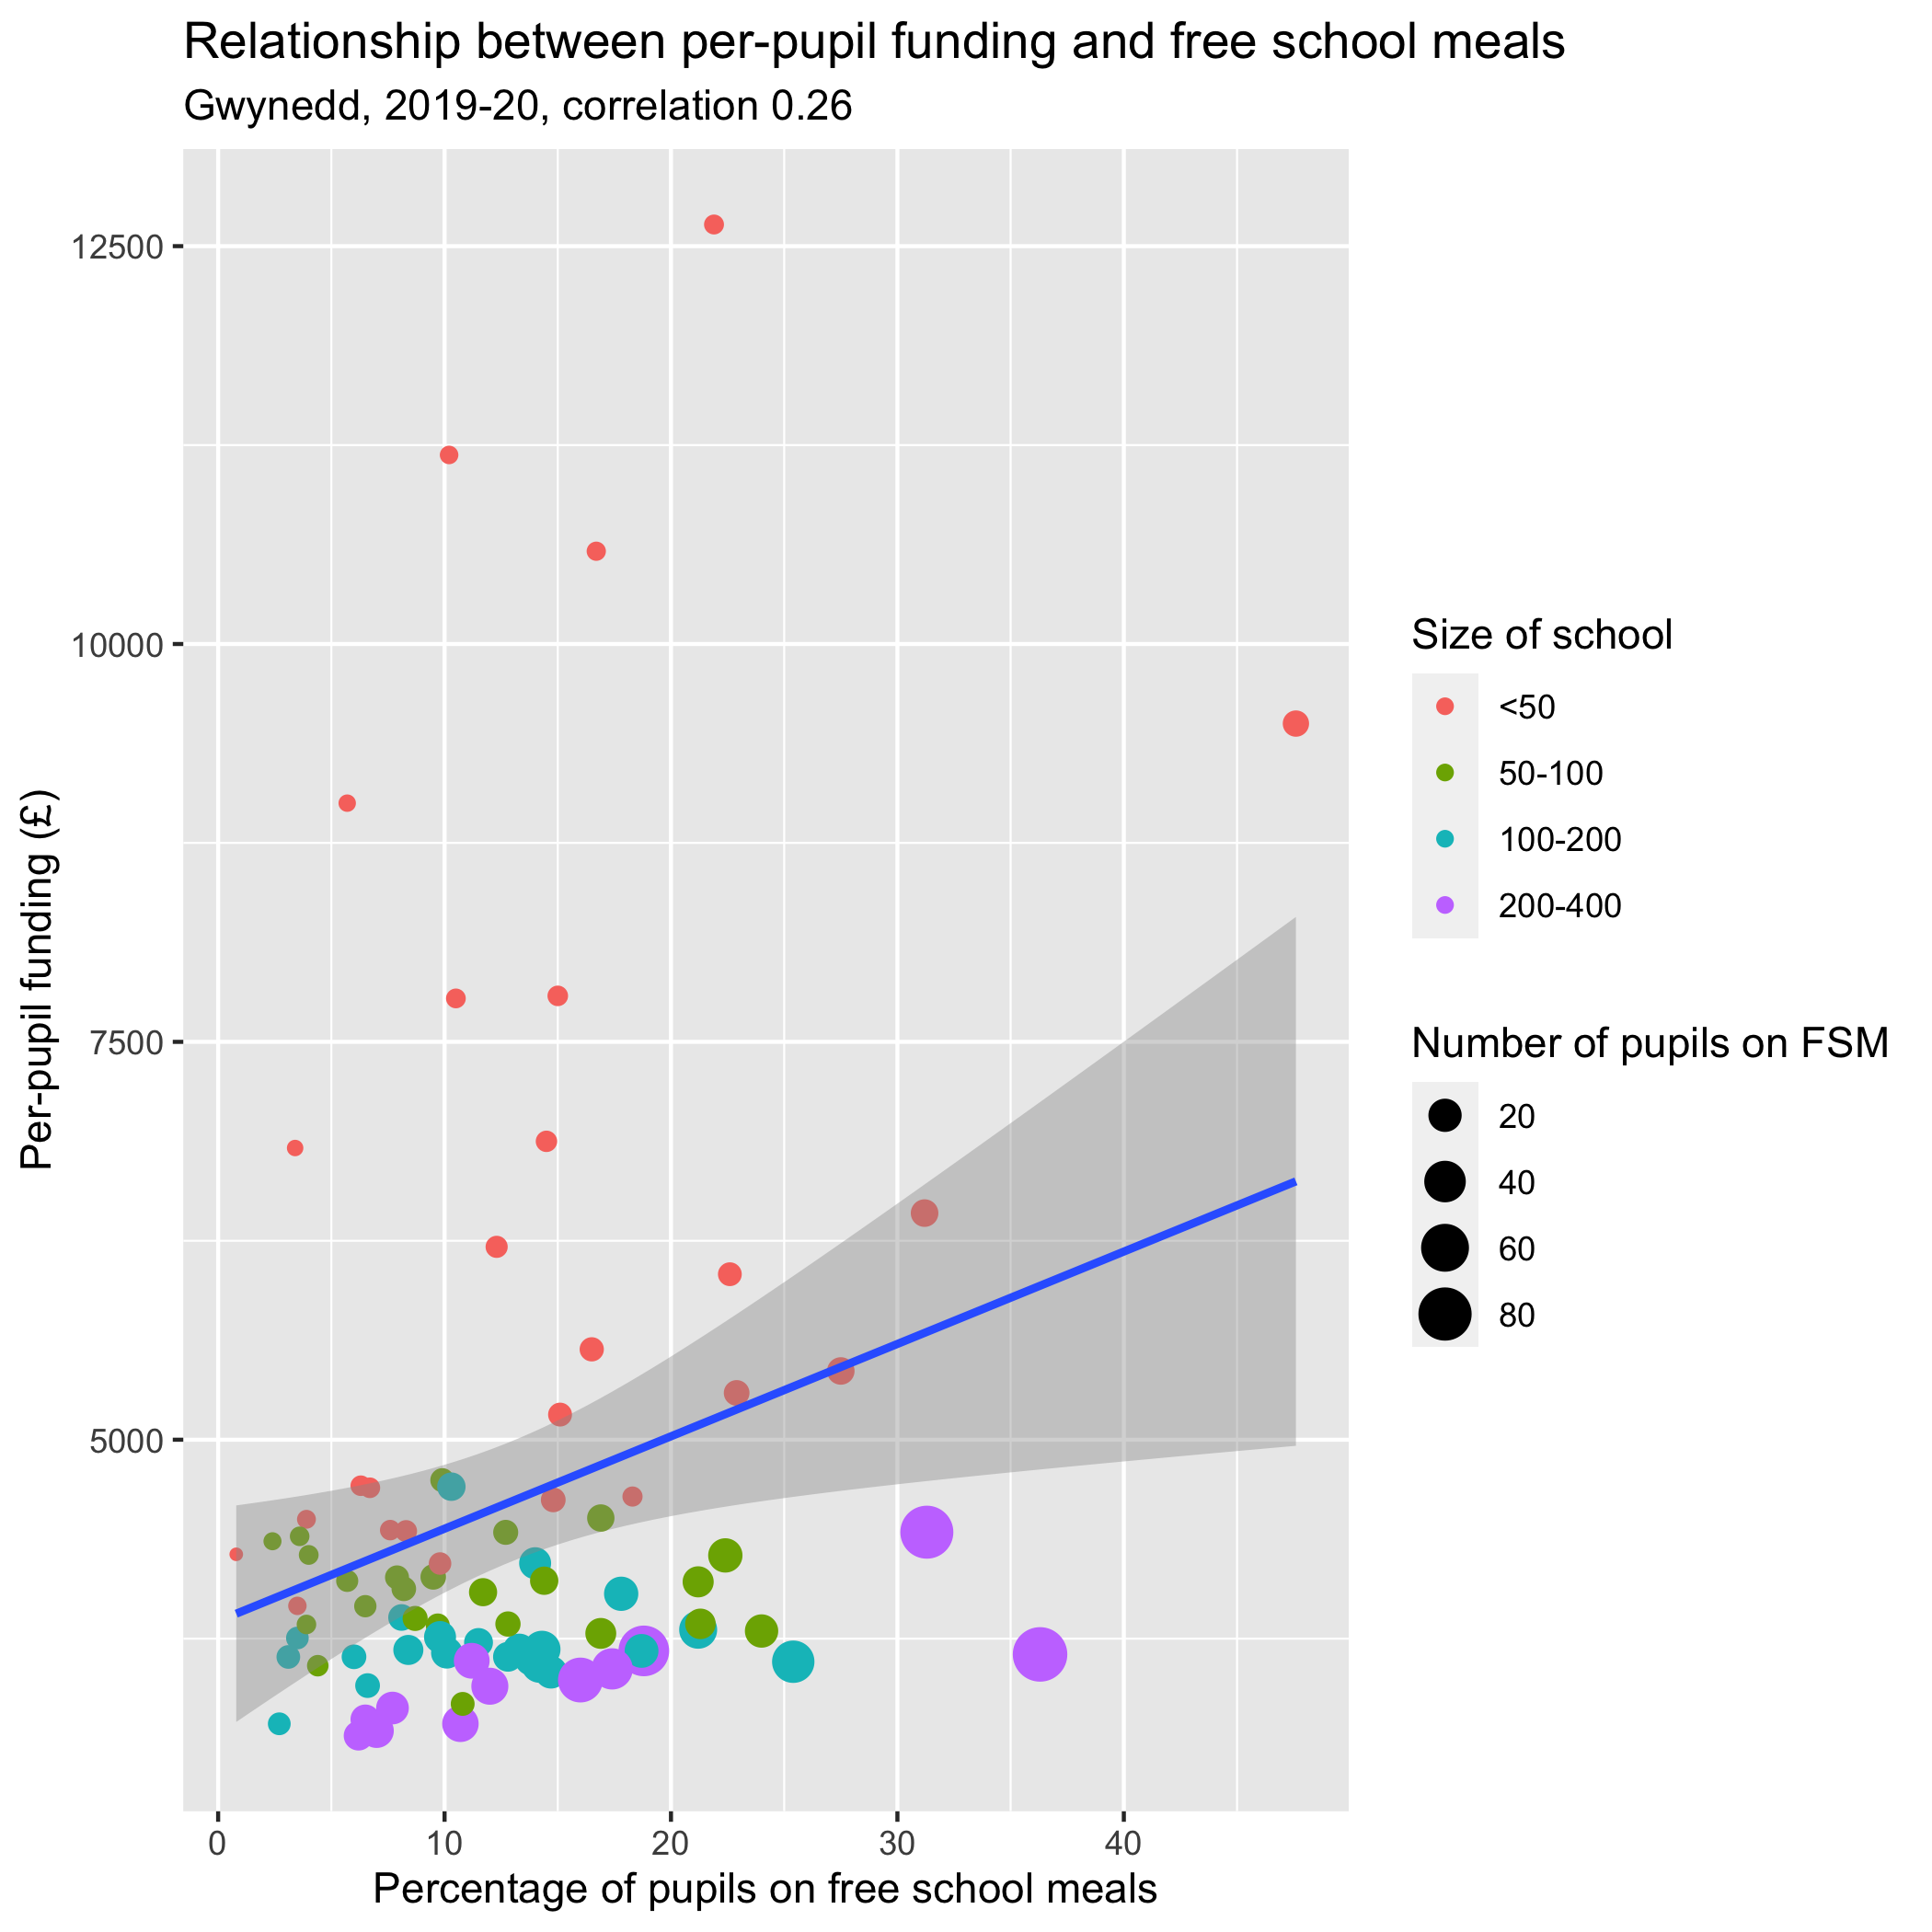 Relationship between per-pupil funding and free school meals
Gwynedd, 2019-20, correlation 0.26
Per-pupil funding (£)
12500
10000
7500
5000
0
10
20
30
40
Percentage of pupils on free school meals
Size of school
<50
50-100
100-200
200-400
Number of pupils on FSM
20
40
60
80